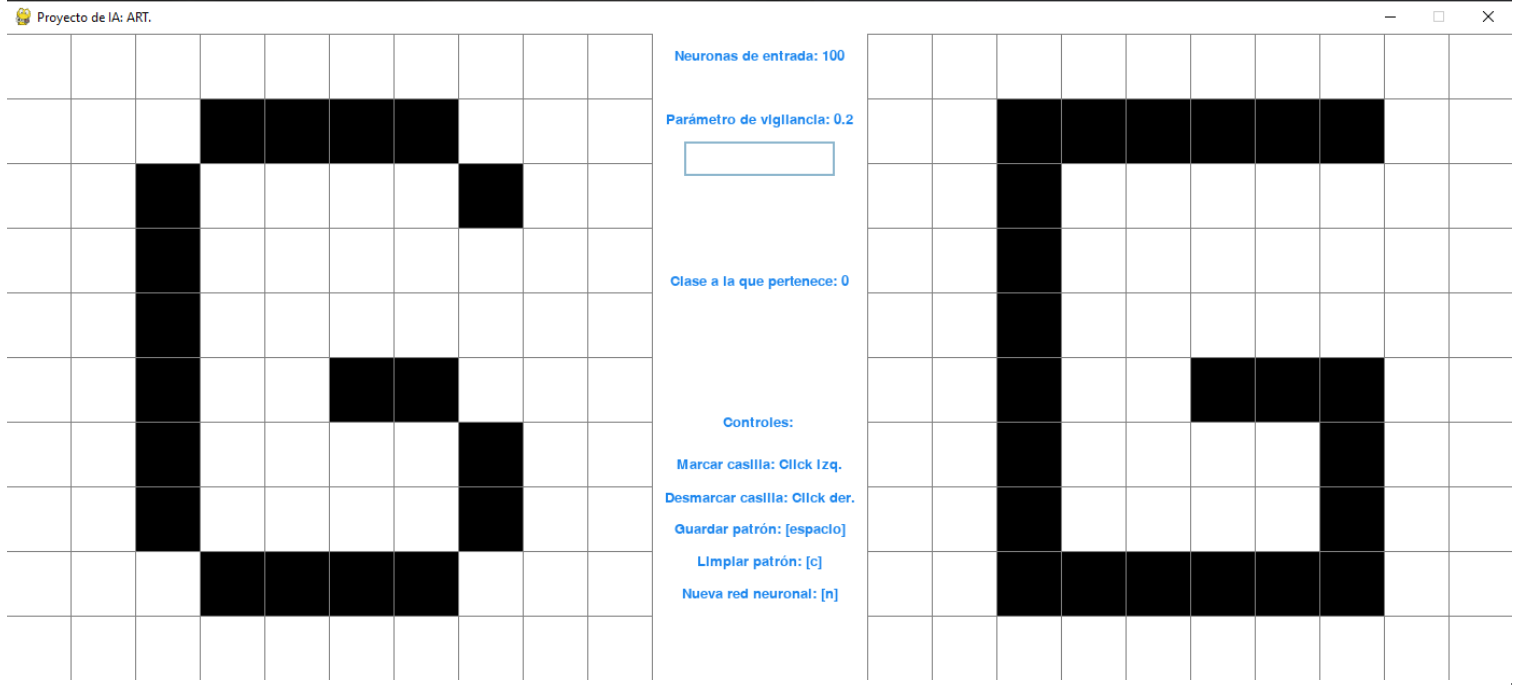 Proyecto de IA: ART.
Neuronas de entrada: 100
Parámetro de vigilancia: 0.2
Clase a la que pertenece: 0
Controles:
Marcar casilla: Click Izq.
Desmarcar casilla: Click der.
Guardar patrón: [espacio]
Limpiar patrón: [c]
Nueva red neuronal: [n]